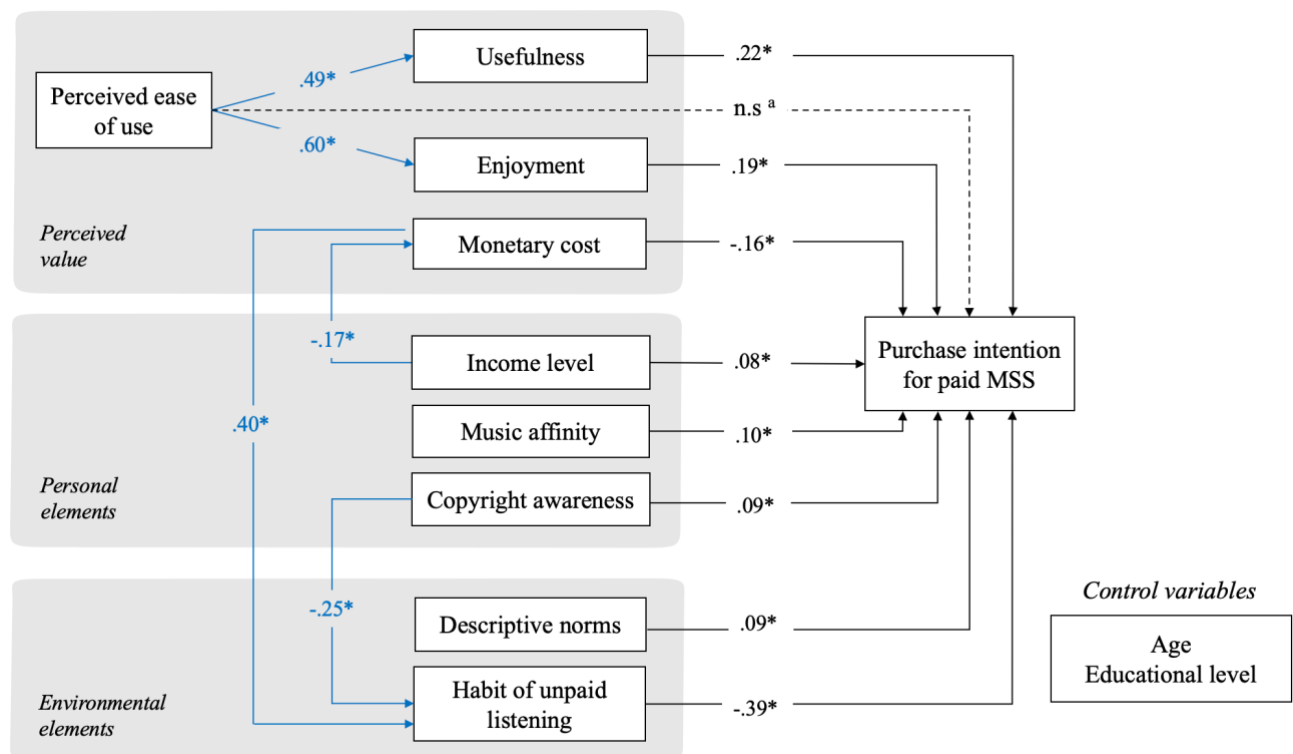 Usefulness
.22*
Perceived ease
of use
.49*
n.s a
.60*
Enjoyment
.19*
Perceived
value
Monetary cost
-.16*
-.17*
Income level
.08*
Purchase intention
for paid MSS
.40*
Music affinity
.10*
Personal
elements
Copyright awareness
.09*
-.25*
Descriptive norms
.09*
Control variables
Age
Educational level
Environmental
elements
Habit of unpaid
listening
-.39*